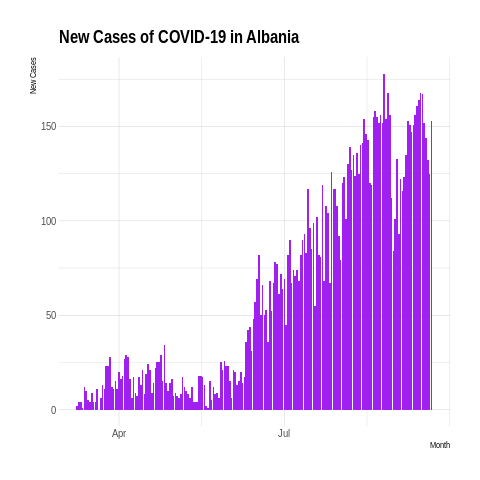 New Cases of COVID-19 in Albania
New Cases
150
100
50
0
Apr
Jul
Month